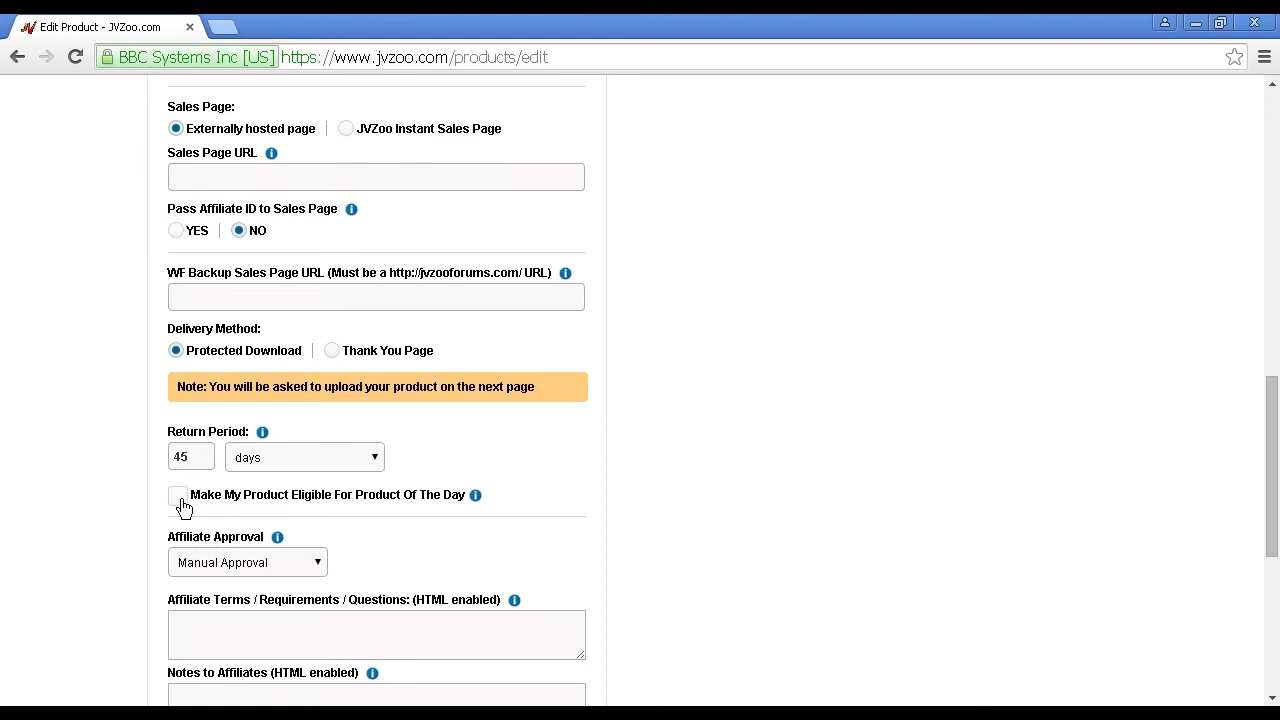 Edit Product - JVZoo.com
BBC Systems Inc [US] https://www.jvzoo.com/products/edit
Sales Page:
Externally hosted page | JVZoo Instant Sales Page
Sales Page URL
Pass Affiliate ID to Sales Page
YES | NO
WF Backup Sales Page URL (Must be a http://jvzooforums.com/ URL)
Delivery Method:
Protected Download | Thank You Page
Note: You will be asked to upload your product on the next page
Return Period:
45 days
Make My Product Eligible For Product Of The Day
Affiliate Approval
Manual Approval
Affiliate Terms / Requirements / Questions: (HTML enabled)
Notes to Affiliates (HTML enabled)